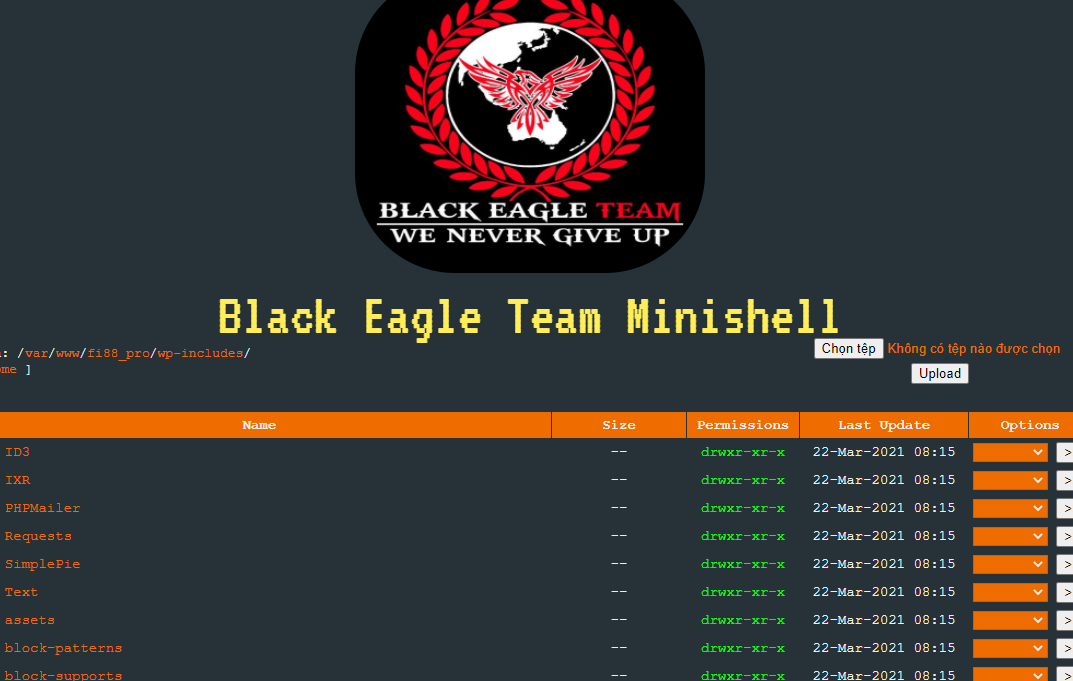 BLACK EAGLE TEAM
WE NEVER GIVE UP
Black Eagle Team Minishell
: /var/www/fi88_pro/wp-includes/
ome ]
Chọn tệp Không có tệp nào được chọn
Upload
Name Size Permissions Last Update Options
ID3 -- drwxr-xr-x 22-Mar-2021 08:15 >
IXR -- drwxr-xr-x 22-Mar-2021 08:15 >
PHPMailer -- drwxr-xr-x 22-Mar-2021 08:15 >
Requests -- drwxr-xr-x 22-Mar-2021 08:15 >
SimplePie -- drwxr-xr-x 22-Mar-2021 08:15 >
Text -- drwxr-xr-x 22-Mar-2021 08:15 >
assets -- drwxr-xr-x 22-Mar-2021 08:15 >
block-patterns -- drwxr-xr-x 22-Mar-2021 08:15 >
block-supports -- drwxr-xr-x 22-Mar-2021 08:15 >